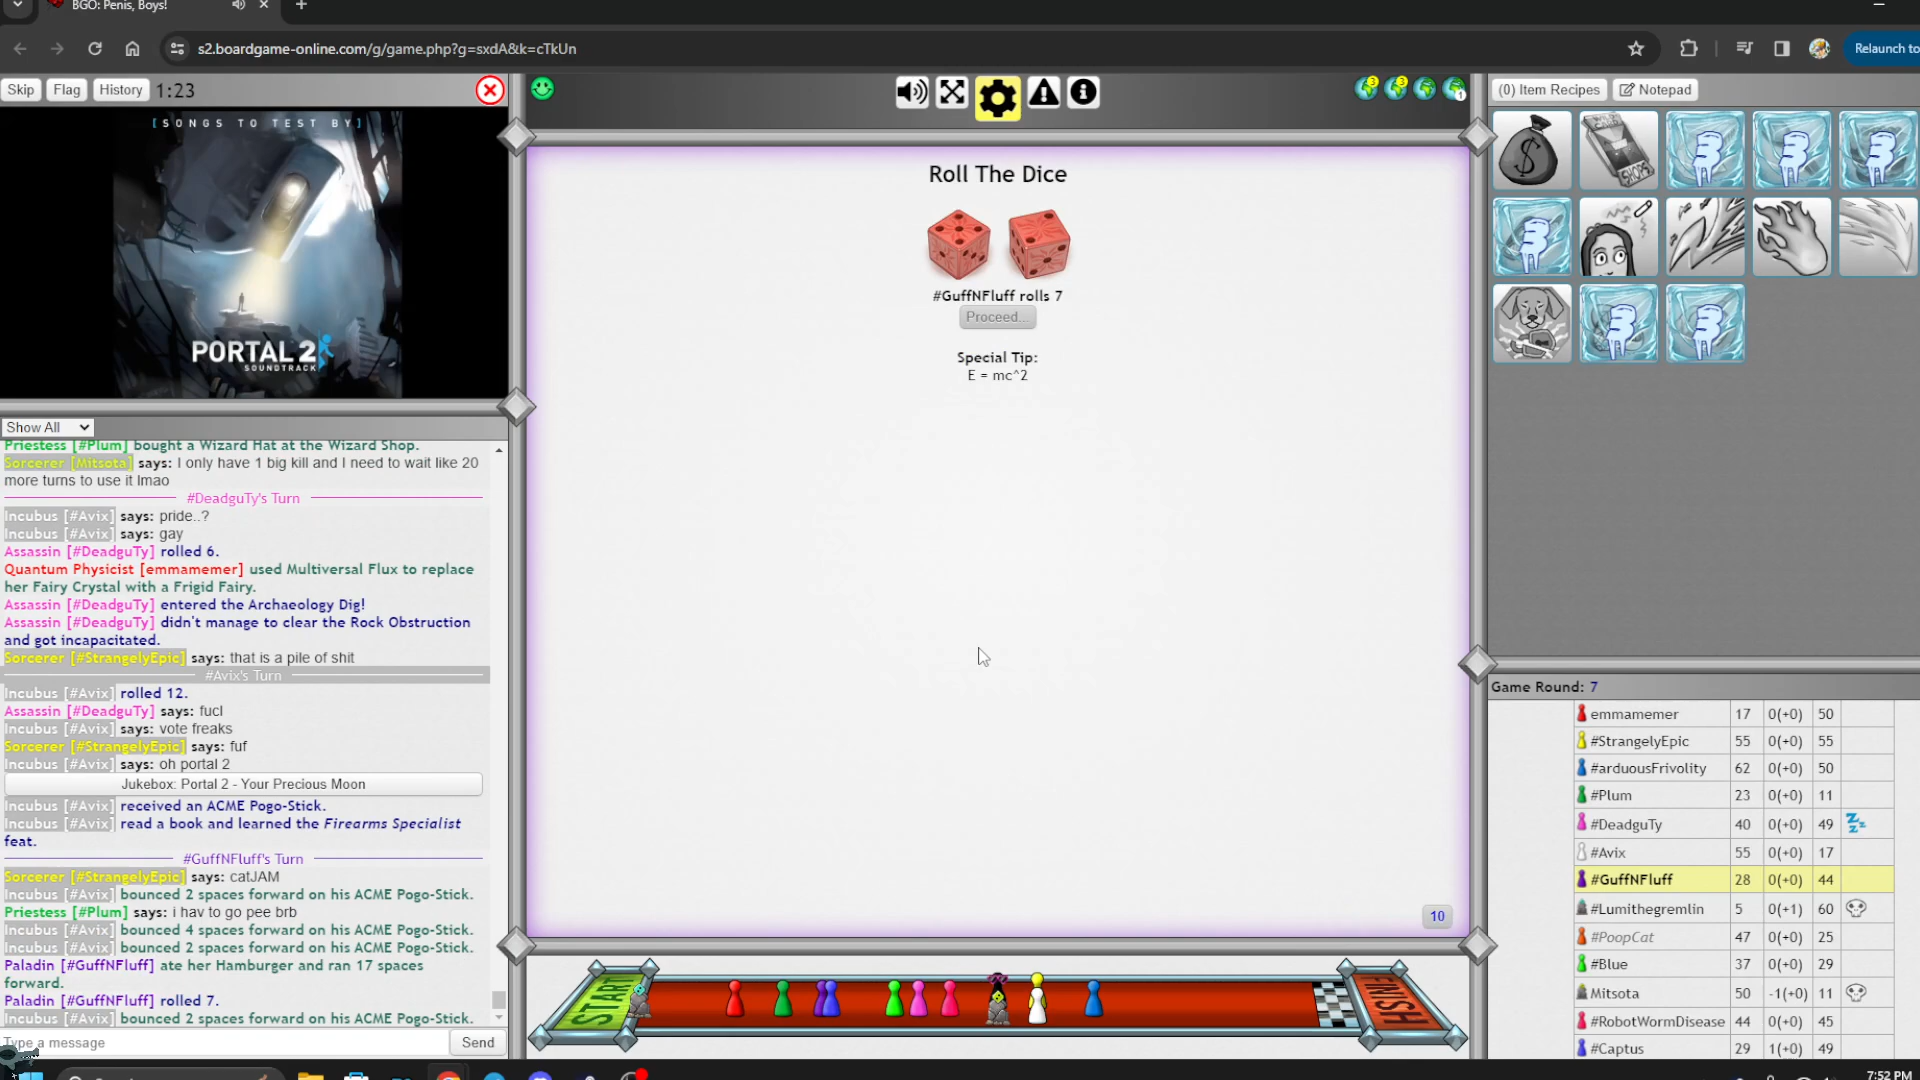 BGO: Penis, Boys!
s2.boardgame-online.com/g/game.php?g=sxdA&k=cTkUn
Relaunch to
Skip
Flag
History
1:23
[SONGS TO TEST BY]
PORTAL 2
SOUNDTRACK
3
3
1
(0) Item Recipes
Notepad
Roll The Dice
#GuffNFluff rolls 7
Proceed...
Special Tip:
E = mc^2
10
Show All
Priestess [#Plum] bought a Wizard Hat at the Wizard Shop.
Sorcerer [Mitsota] says: I only have 1 big kill and I need to wait like 20
more turns to use it lmao
#DeadguTy's Turn
Incubus [#Avix] says: pride..?
Incubus [#Avix] says: gay
Assassin [#DeadguTy] rolled 6.
Quantum Physicist [emmamemer] used Multiversal Flux to replace
her Fairy Crystal with a Frigid Fairy.
Assassin [#DeadguTy] entered the Archaeology Dig!
Assassin [#DeadguTy] didn't manage to clear the Rock Obstruction
and got incapacitated.
Sorcerer [#StrangelyEpic] says: that is a pile of shit
#Avix's Turn
Incubus [#Avix] rolled 12.
Assassin [#DeadguTy] says: fucl
Incubus [#Avix] says: vote freaks
Sorcerer [#StrangelyEpic] says: fuf
Incubus [#Avix] says: oh portal 2
Jukebox: Portal 2 - Your Precious Moon
Incubus [#Avix] received an ACME Pogo-Stick.
Incubus [#Avix] read a book and learned the Firearms Specialist
feat.
#GuffNFluff's Turn
Sorcerer [#StrangelyEpic] says: catJAM
Incubus [#Avix] bounced 2 spaces forward on his ACME Pogo-Stick.
Priestess [#Plum] says: i hav to go pee brb
Incubus [#Avix] bounced 4 spaces forward on his ACME Pogo-Stick.
Incubus [#Avix] bounced 2 spaces forward on his ACME Pogo-Stick.
Paladin [#GuffNFluff] ate her Hamburger and ran 17 spaces
forward.
Paladin [#GuffNFluff] rolled 7.
Incubus [#Avix] bounced 2 spaces forward on his ACME Pogo-Stick.
Type a message
Send
START
FINISH
$
SHOPS
3
3
3
3
3
3
Game Round: 7
emmamemer 17 0(+0) 50
#StrangelyEpic 55 0(+0) 55
#arduousFrivolity 62 0(+0) 50
#Plum 23 0(+0) 11
#DeadguTy 40 0(+0) 49 Zzz
#Avix 55 0(+0) 17
#GuffNFluff 28 0(+0) 44
#Lumithegremlin 5 0(+1) 60
#PoopCat 47 0(+0) 25
#Blue 37 0(+0) 29
Mitsota 50 -1(+0) 11
#RobotWormDisease 44 0(+0) 45
#Captus 29 1(+0) 49
7:52 PM